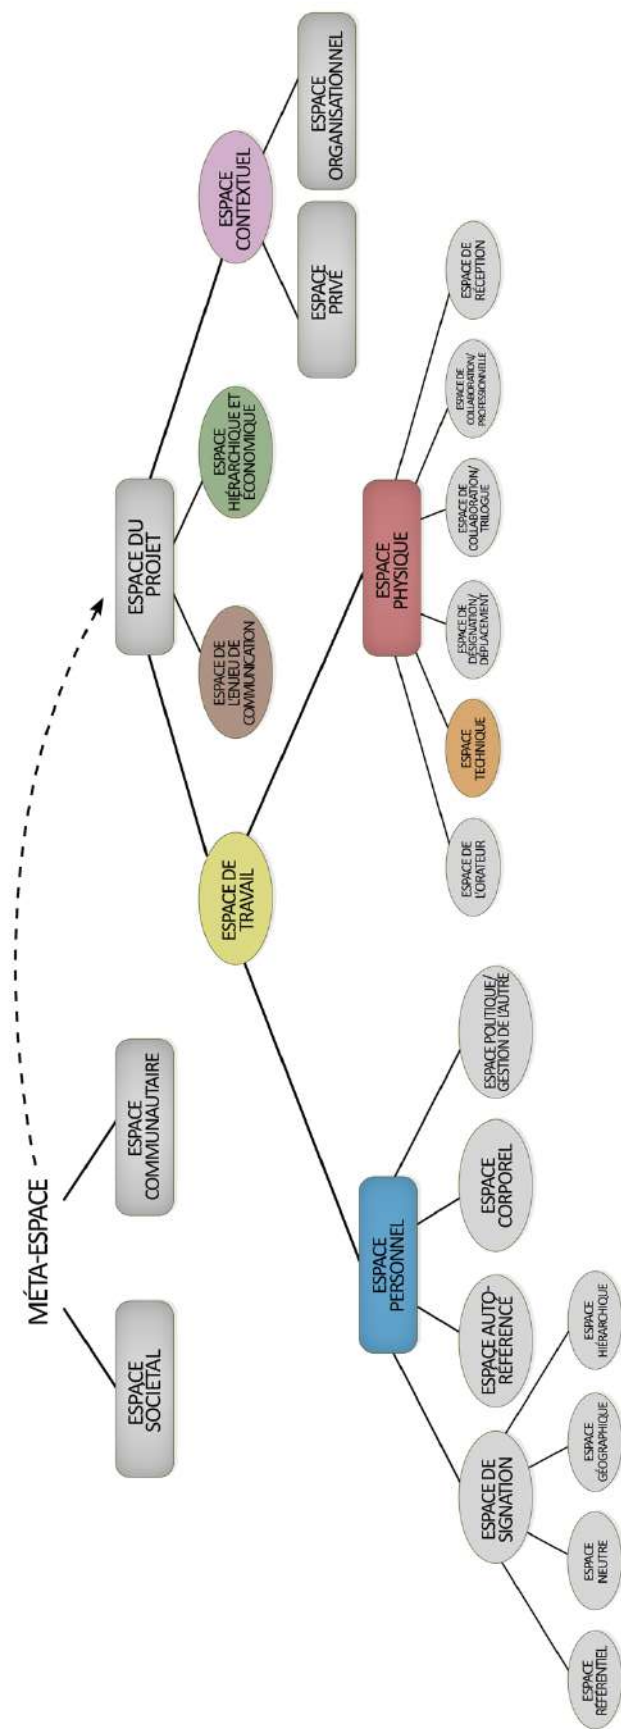 MÉTA-ESPACE
ESPACE
SOCIÉTAL
ESPACE
COMMUNAUTAIRE
ESPACE DU
PROJET
ESPACE DE
TRAVAIL
ESPACE DE
L'ENJEU DE
COMMUNICATION
ESPACE
HIÉRARCHIQUE ET
ÉCONOMIQUE
ESPACE
CONTEXTUEL
ESPACE
PRIVÉ
ESPACE
ORGANISATIONNEL
ESPACE
PERSONNEL
ESPACE
PHYSIQUE
ESPACE DE
SIGNATION
ESPACE AUTO-
RÉFÉRENCÉ
ESPACE
CORPOREL
ESPACE POLITIQUE/
GESTION DE L'AUTRE
ESPACE DE
L'ORATEUR
ESPACE
TECHNIQUE
ESPACE DE
DÉSIGNATION/
DÉPLACEMENT
ESPACE DE
COLLABORATION/
TRILOGUE
ESPACE DE
COLLABORATION/
PROFESSIONNELLE
ESPACE DE
RÉCEPTION
ESPACE
RÉFÉRENTIEL
ESPACE
NEUTRE
ESPACE
GÉOGRAPHIQUE
ESPACE
HIÉRARCHIQUE